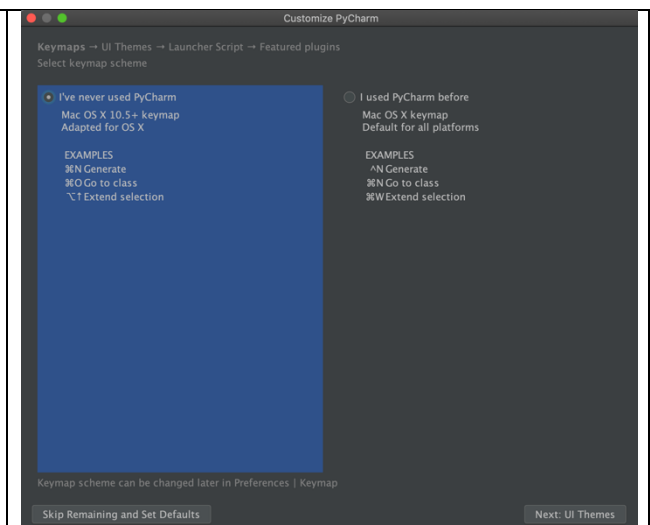 Customize PyCharm
Keymaps → UI Themes → Launcher Script → Featured plugins
Select keymap scheme
I've never used PyCharm
Mac OS X 10.5+ keymap
Adapted for OS X
EXAMPLES
⌘N Generate
⌘O Go to class
⌥↑ Extend selection
I used PyCharm before
Mac OS X keymap
Default for all platforms
EXAMPLES
^N Generate
⌘N Go to class
⌘W Extend selection
Keymap scheme can be changed later in Preferences | Keymap
Skip Remaining and Set Defaults
Next: UI Themes